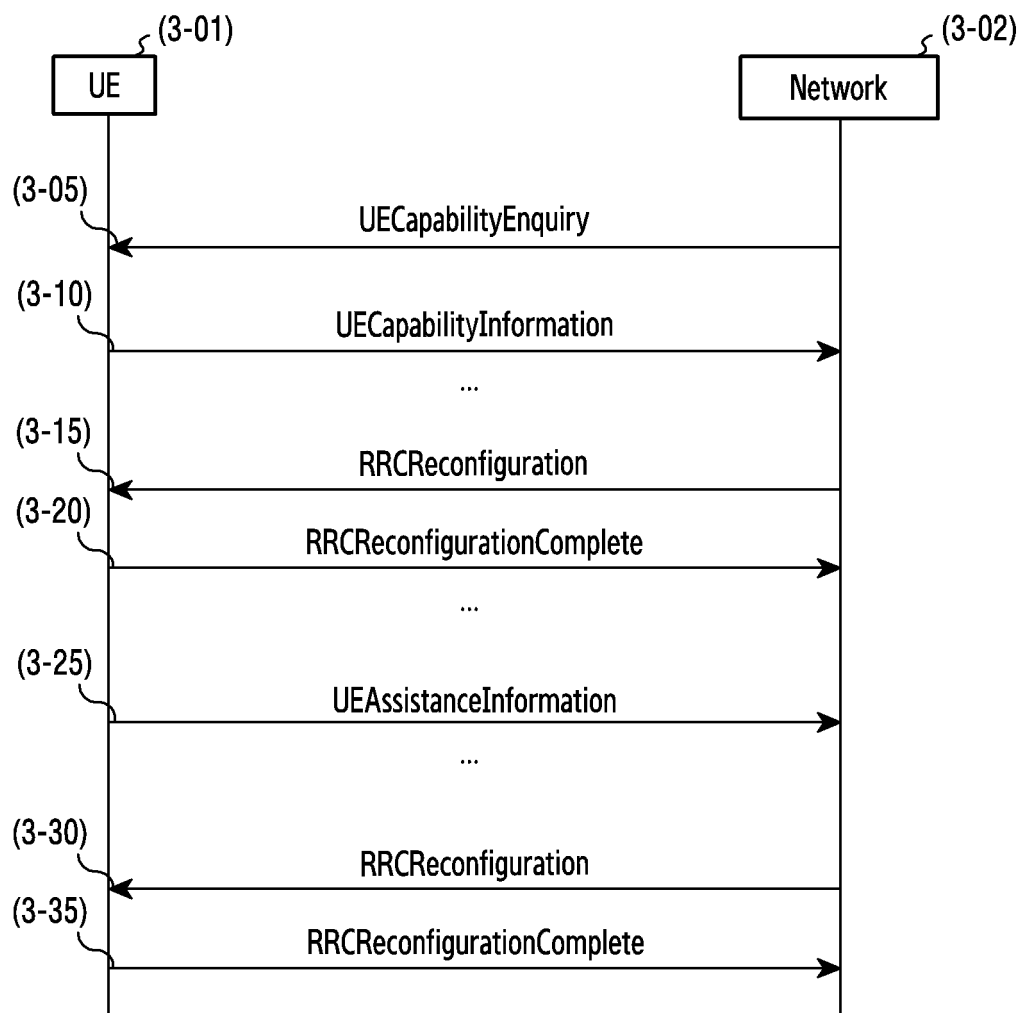 (3-01)
(3-02)
UE
Network
(3-05)
UECapabilityEnquiry
(3-10)
UECapabilityInformation
...
(3-15)
RRCReconfiguration
(3-20)
RRCReconfigurationComplete
...
(3-25)
UEAssistanceInformation
...
(3-30)
RRCReconfiguration
(3-35)
RRCReconfigurationComplete